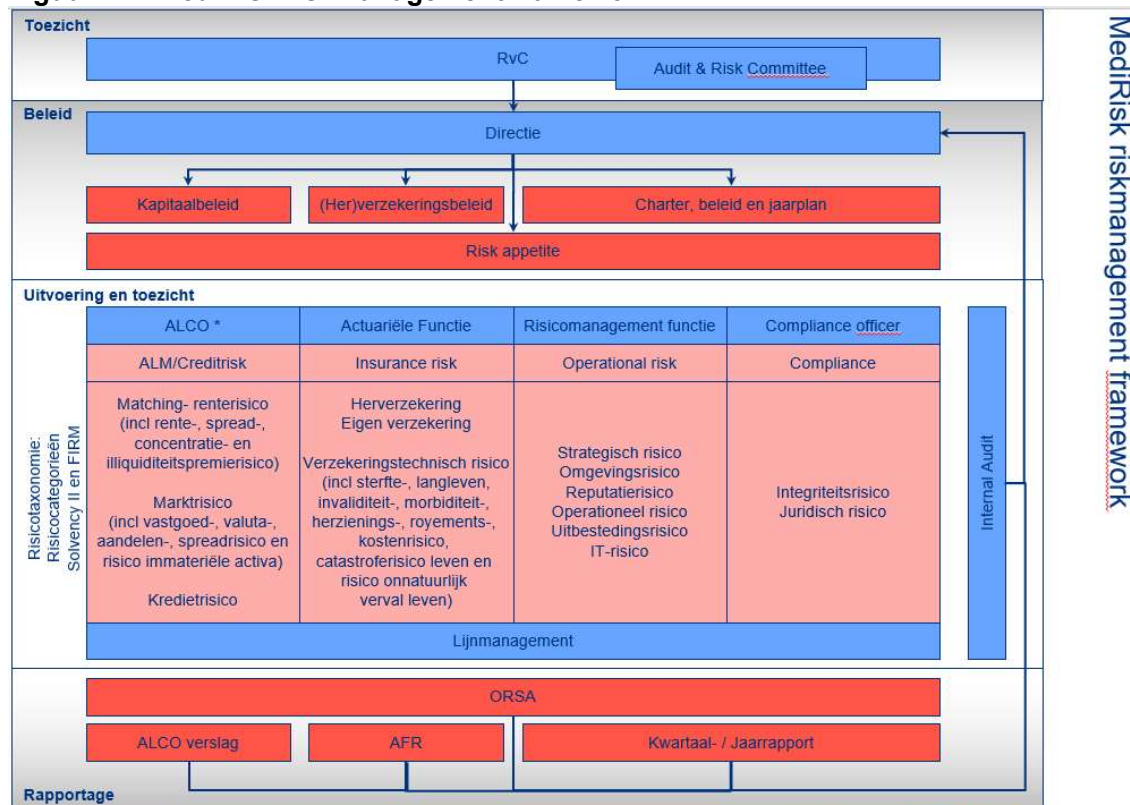 Toezicht
RvC
Audit & Risk Committee
Beleid
Directie
Kapitaalbeleid
(Her)verzekeringsbeleid
Charter, beleid en jaarplan
Risk appetite
Uitvoering en toezicht
Risicotaxonomie:
Risicocategorieën
Solvency II en FIRM
ALCO *
Actuariële Functie
Risicomanagement functie
Compliance officer
ALM/Creditrisk
Insurance risk
Operational risk
Compliance
Matching- renterisico
(incl rente-, spread-,
concentratie- en
illiquiditeitspremierisico)
Marktrisico
(incl vastgoed-, valuta-,
aandelen-, spreadrisico en
risico immateriële activa)
Kredietrisico
Herverzekering
Eigen verzekering
Verzekeringstechnisch risico
(incl sterfte-, langleven,
invaliditeit-, morbiditeit-,
herzienings-, royements-,
kostenrisico,
catastroferisico leven en
risico onnatuurlijk
verval leven)
Strategisch risico
Omgevingsrisico
Reputatierisico
Operationeel risico
Uitbestedingsrisico
IT-risico
Integriteitsrisico
Juridisch risico
Internal Audit
Lijnmanagement
ORSA
ALCO verslag
AFR
Kwartaal- / Jaarrapport
Rapportage
MediRisk riskmanagement framework